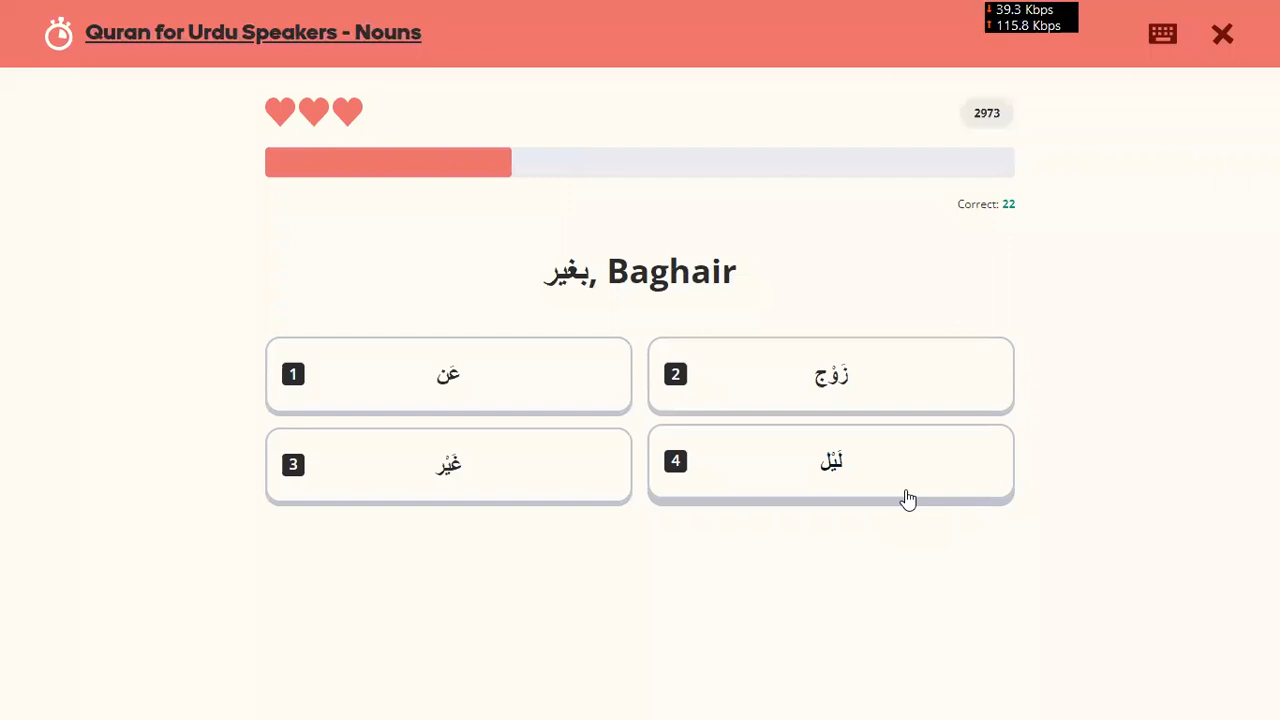 Quran for Urdu Speakers - Nouns
↓ 39.3 Kbps
↑ 115.8 Kbps
2973
Correct: 22
بغير, Baghair
1 عَن
2 زَوْج
3 غَيْر
4 لَيْل